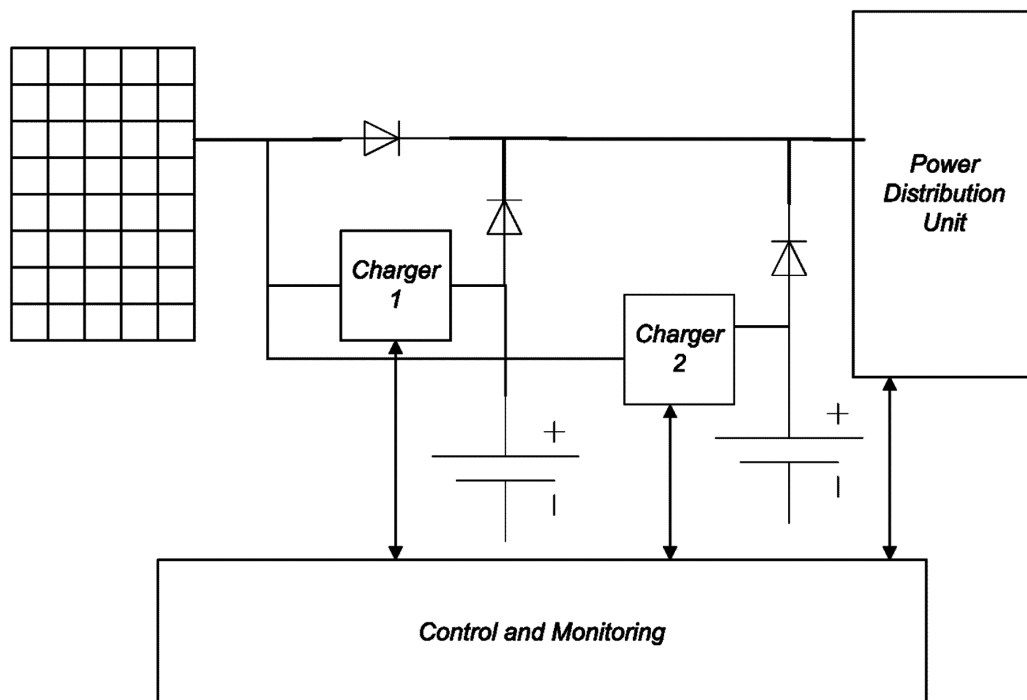 Power
Distribution
Unit
Charger
1
Charger
2
+
+
Control and Monitoring